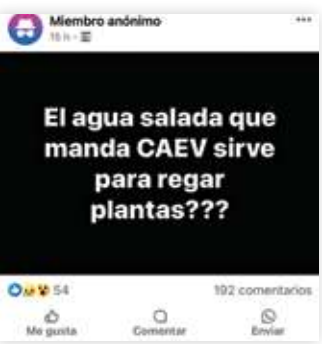 Miembro anónimo
15 h
El agua salada que
manda CAEV sirve
para regar
plantas???
54
192 comentarios
Me gusta
Comentar
Enviar